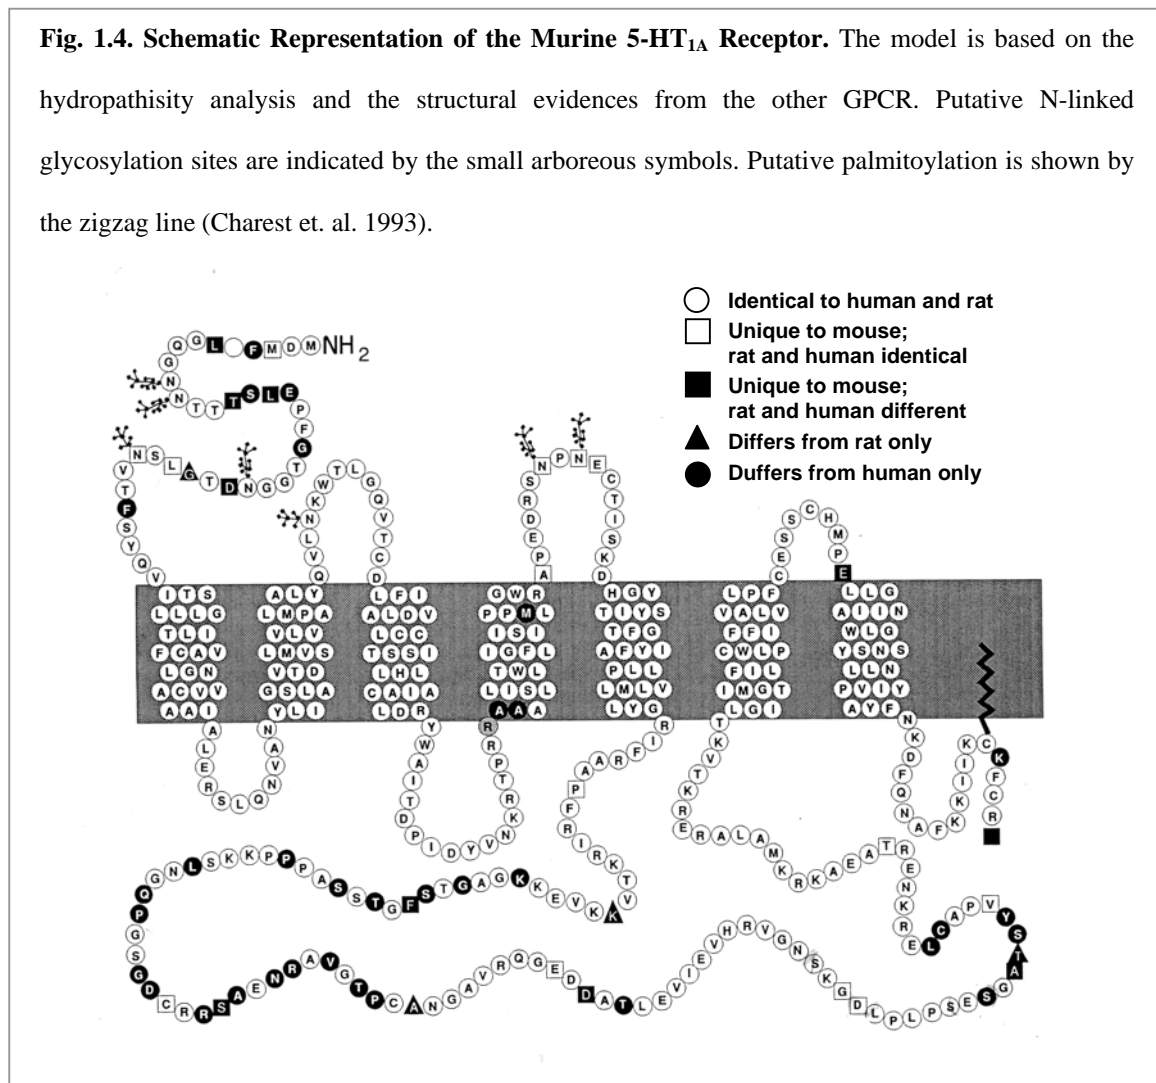 Fig. 1.4. Schematic Representation of the Murine 5-HT1A Receptor. The model is based on the
hydropathisity analysis and the structural evidences from the other GPCR. Putative N-linked
glycosylation sites are indicated by the small arboreous symbols. Putative palmitoylation is shown by
the zigzag line (Charest et. al. 1993).
Identical to human and rat
Unique to mouse;
rat and human identical
Unique to mouse;
rat and human different
Differs from rat only
Duffers from human only
NH2
M D M F L G Q G N N T T T S L E P F G T G G N D T G L S N V T F S Y Q V
Q V L N K W T L G Q V T C D
A P E D R S N P N E C T I S K D
C E S S C H M P E
I T S A L Y L F I G W R H G Y L P F L L G
L L L G L M P A A L D V P P M L T I Y S V A L V A I I N
T L I V L V L C C I S I T F G F F I W L G
F C A V L M V S T S S I I G F L A F Y I C W L P Y S N S
L G N V T D L H L T W L P L L F I L L L N
A C V V G S L A C A I A L I S L L M L V I M G T P V I Y
A A I Y L I L D R A A A L Y G L G I A Y F
A L E R S L Q N V A N
Y W A I T D P I D Y V N K R T P R R
R I F R A A P F R I R K T V K K V E K K G A G T S F G T S S A P P P K K S L N G Q P G S G D C R R S A E N R A V G T P C A N G A V R Q G E D D A T L E V I E V H R V G N S K G D L P L P S E S G A T S Y V P A C L E R K N E R T A E A K R K M A L A R E R K T V K T
N K D F Q N A F K K I I K C K F C R